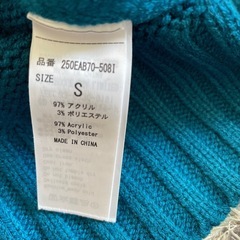 品番 250EAB70-508I
SIZE
S
97% アクリル
3% ポリエステル
97% Acrylic
3% Polyester
MADE IN CHINA